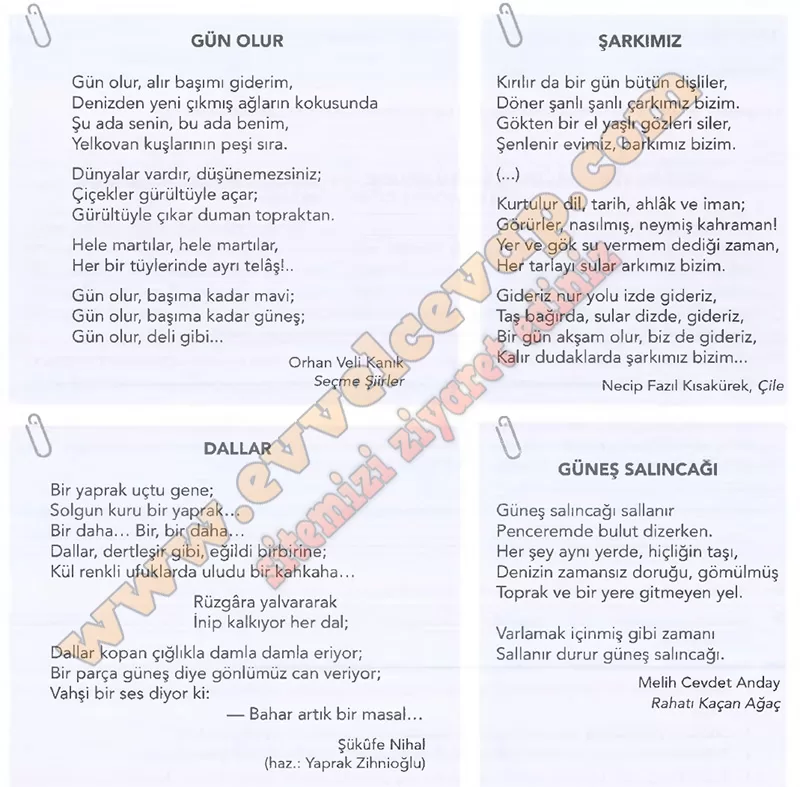 GÜN OLUR
Gün olur, alır başımı giderim,
Denizden yeni çıkmış ağların kokusunda
Şu ada senin, bu ada benim,
Yelkovan kuşlarının peşi sıra.
Dünyalar vardır, düşünemezsiniz;
Çiçekler gürültüyle açar;
Gürültüyle çıkar duman topraktan.
Hele martılar, hele martılar,
Her bir tüylerinde ayrı telâş!..
Gün olur, başıma kadar mavi;
Gün olur, başıma kadar güneş;
Gün olur, deli gibi...
Orhan Veli Kanık
Seçme Şiirler
ŞARKIMIZ
Kırılır da bir gün bütün dişliler,
Döner şanlı şanlı çarkımız bizim.
Gökten bir el yaşlı gözleri siler,
Şenlenir evimiz, barkımız bizim.
(...)
Kurtulur dil, tarih, ahlâk ve iman;
Görürler, nasılmış, neymiş kahraman!
Yer ve gök su vermem dediği zaman,
Her tarlayı sular arkımız bizim.
Gideriz nur yolu izde gideriz,
Taş bağırda, sular dizde, gideriz,
Bir gün akşam olur, biz de gideriz,
Kalır dudaklarda şarkımız bizim...
Necip Fazıl Kısakürek, Çile
DALLAR
Bir yaprak uçtu gene;
Solgun kuru bir yaprak...
Bir daha... Bir, bir daha...
Dallar, dertleşir gibi, eğildi birbirine;
Kül renkli ufuklarda uludu bir kahkaha...
Rüzgâra yalvararak
İnip kalkıyor her dal;
Dallar kopan çığlıkla damla damla eriyor;
Bir parça güneş diye gönlümüz can veriyor;
Vahşi bir ses diyor ki:
— Bahar artık bir masal...
Şükûfe Nihal
(haz.: Yaprak Zihnioğlu)
GÜNEŞ SALINCAĞI
Güneş salıncağı sallanır
Penceremde bulut dizerken.
Her şey aynı yerde, hiçliğin taşı,
Denizin zamansız doruğu, gömülmüş
Toprak ve bir yere gitmeyen yel.
Varlamak içinmiş gibi zamanı
Sallanır durur güneş salıncağı.
Melih Cevdet Anday
Rahatı Kaçan Ağaç
www.evvelcevap.com
sitemizi ziyaret ediniz